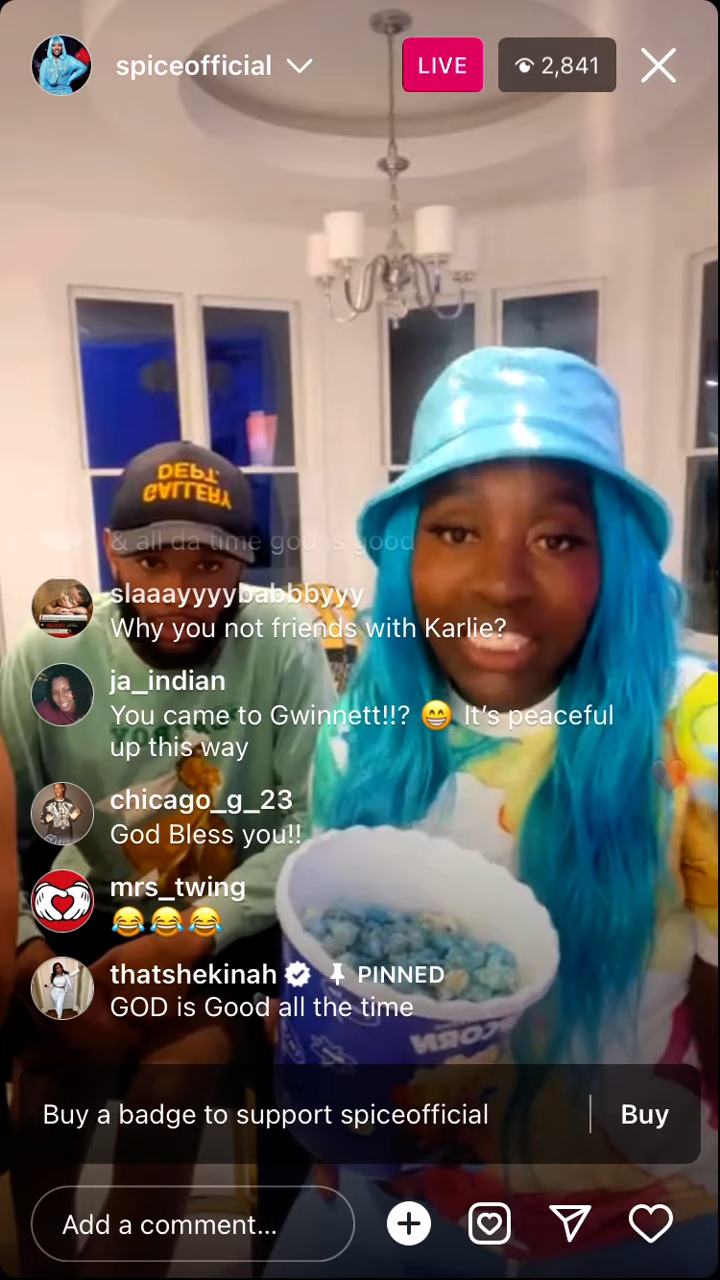 spiceofficial
LIVE
2,841
DEPT.
GALLERY
& all da time god is good
slaaayyyybabbbyyy
Why you not friends with Karlie?
ja_indian
You came to Gwinnett!!? 😁 It's peaceful
up this way
chicago_g_23
God Bless you!!
mrs_twing
😂😂😂
thatshekinah PINNED
GOD is Good all the time
CORN
Buy a badge to support spiceofficial
Buy
Add a comment...